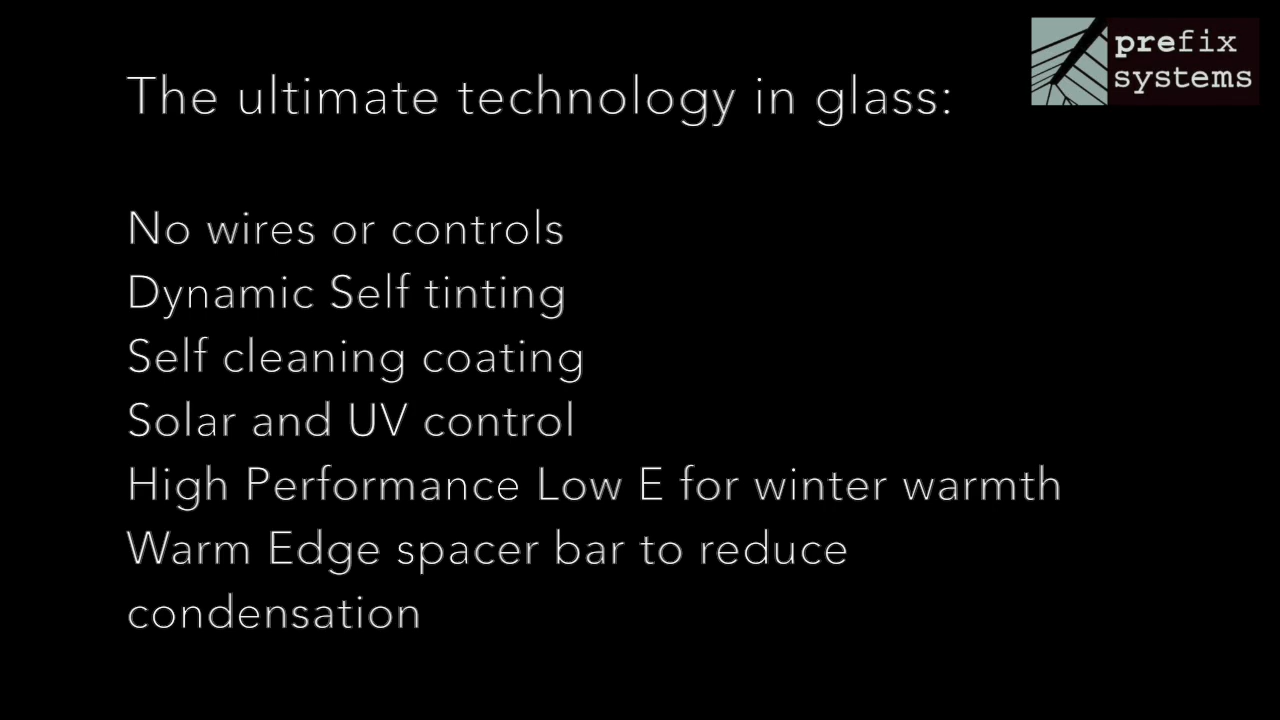 prefix
systems
The ultimate technology in glass:
No wires or controls
Dynamic Self tinting
Self cleaning coating
Solar and UV control
High Performance Low E for winter warmth
Warm Edge spacer bar to reduce
condensation